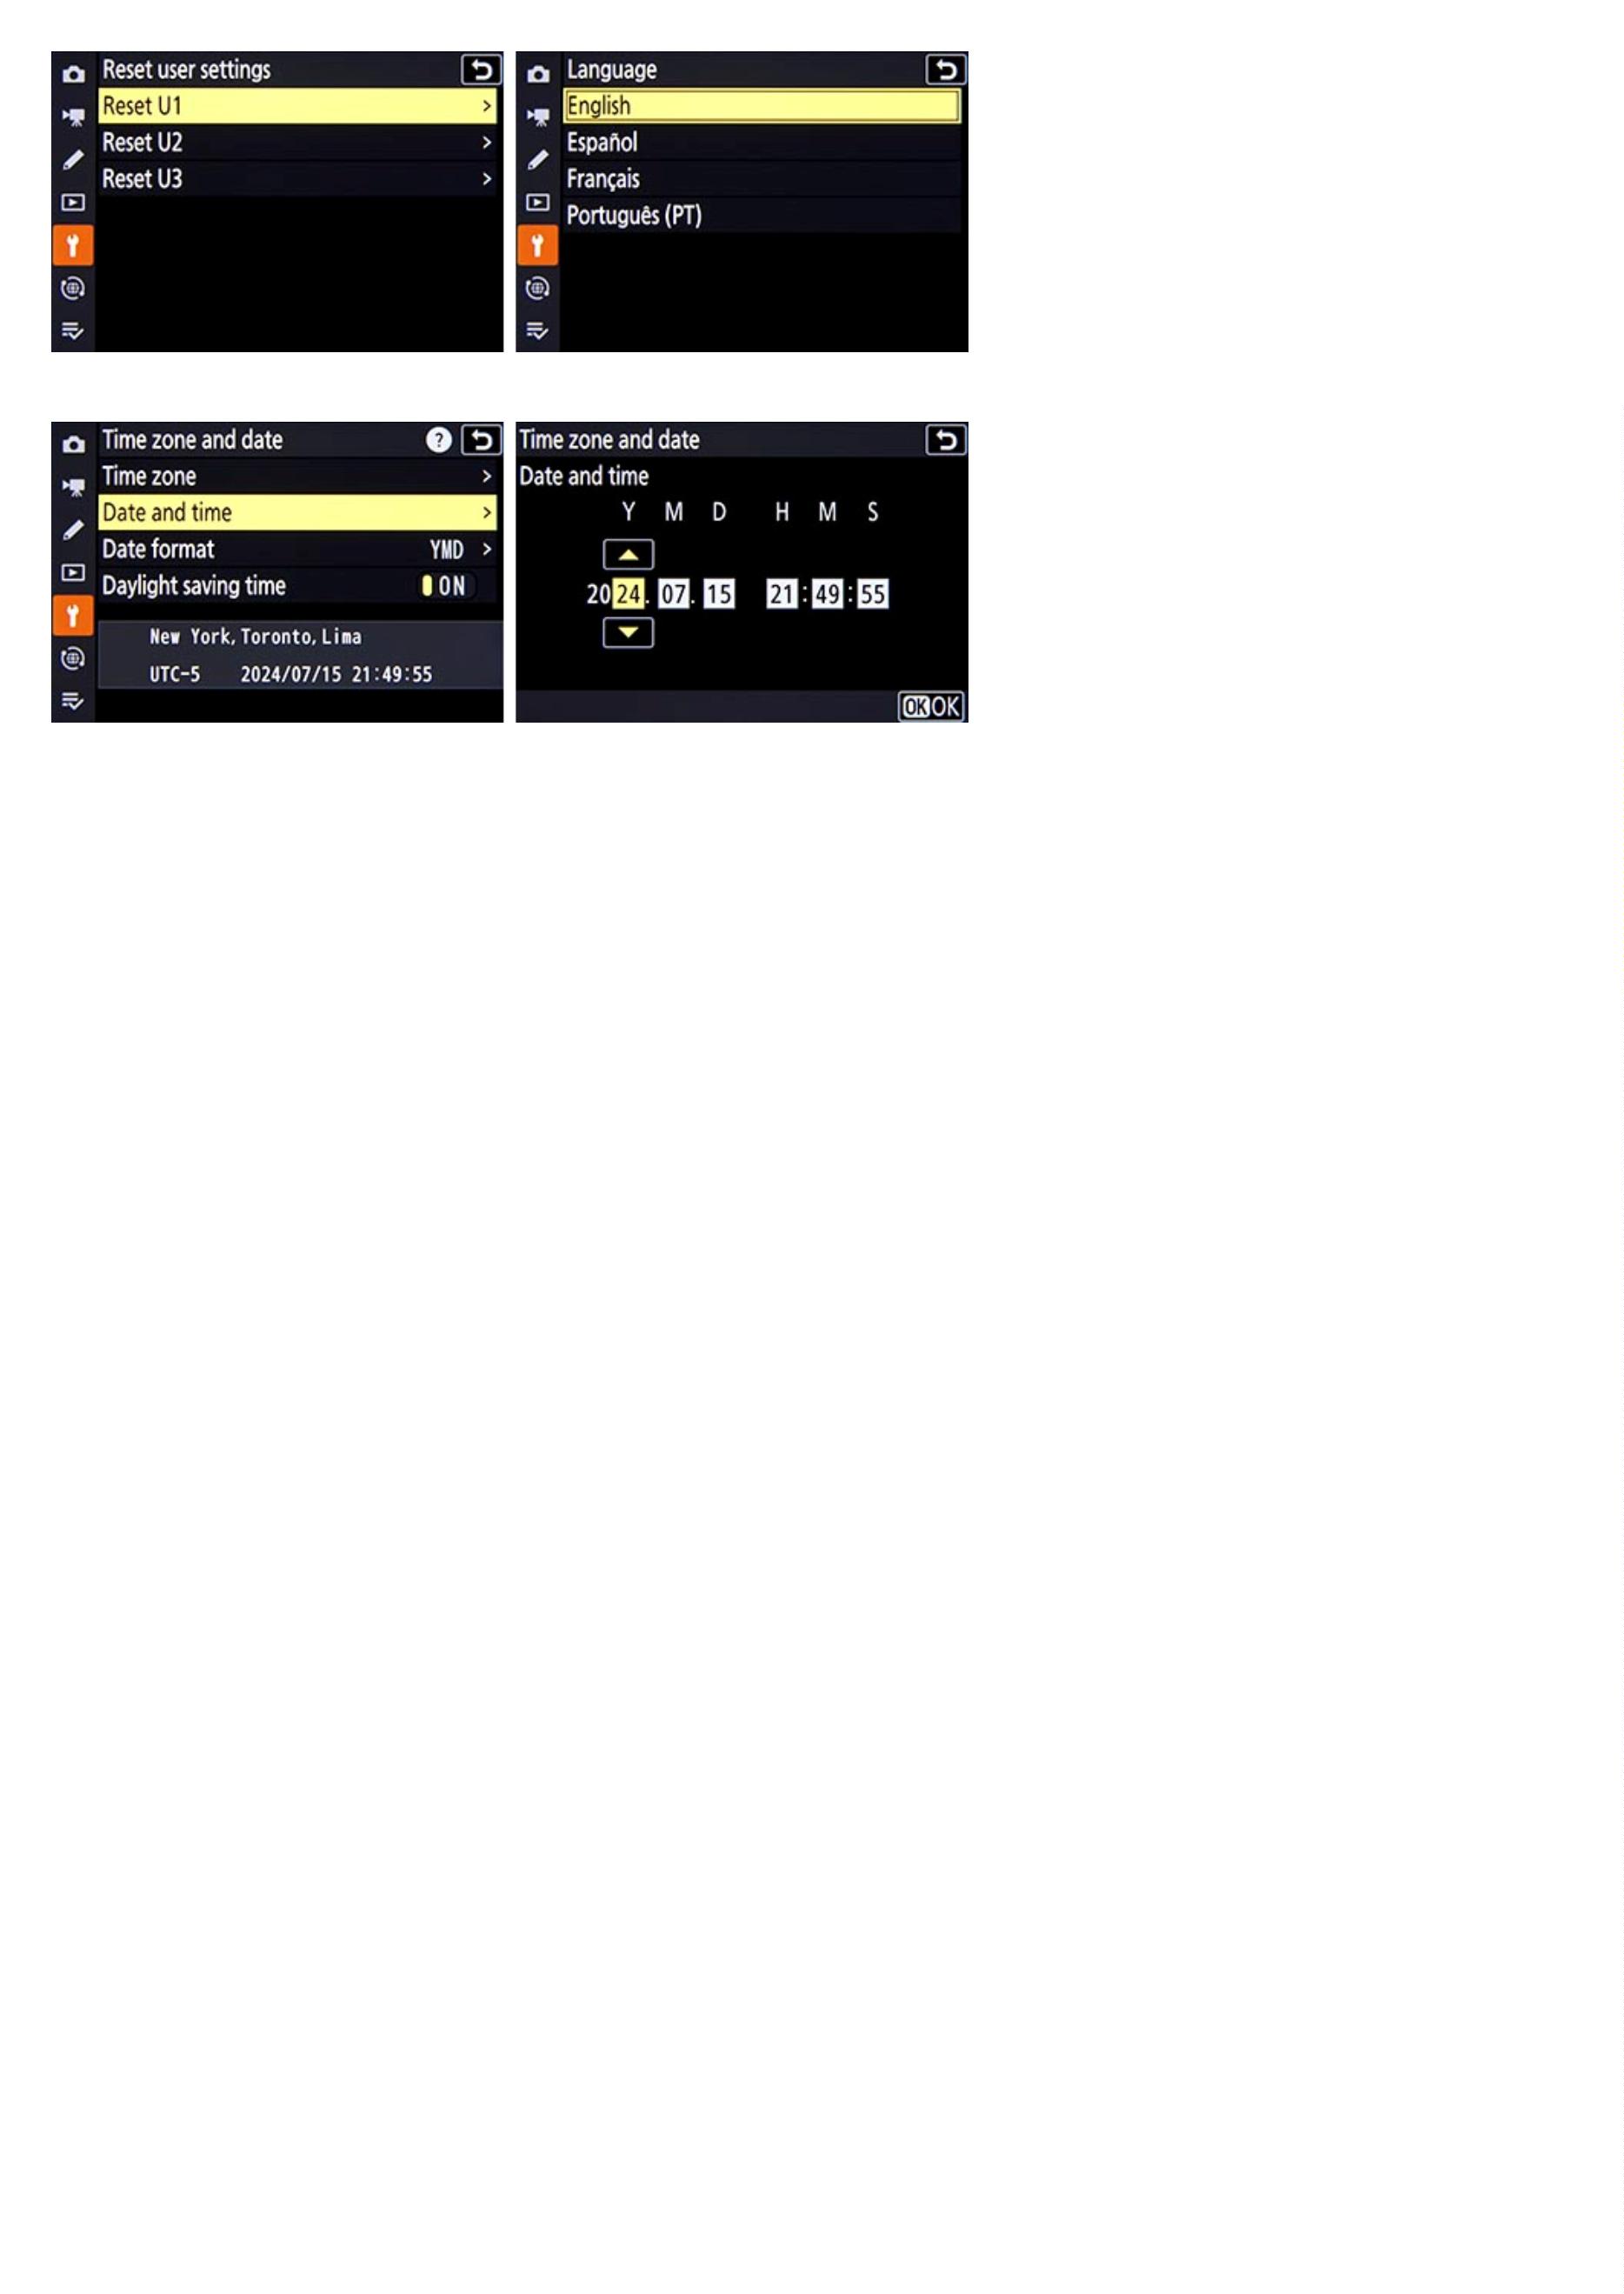 Reset user settings
Reset U1 >
Reset U2 >
Reset U3 >
Language
English
Español
Français
Português (PT)
Time zone and date ?
Time zone >
Date and time >
Date format YMD >
Daylight saving time ON
New York, Toronto, Lima
UTC-5 2024/07/15 21:49:55
Time zone and date
Date and time
Y M D H M S
2024. 07. 15 21:49:55
OK OK